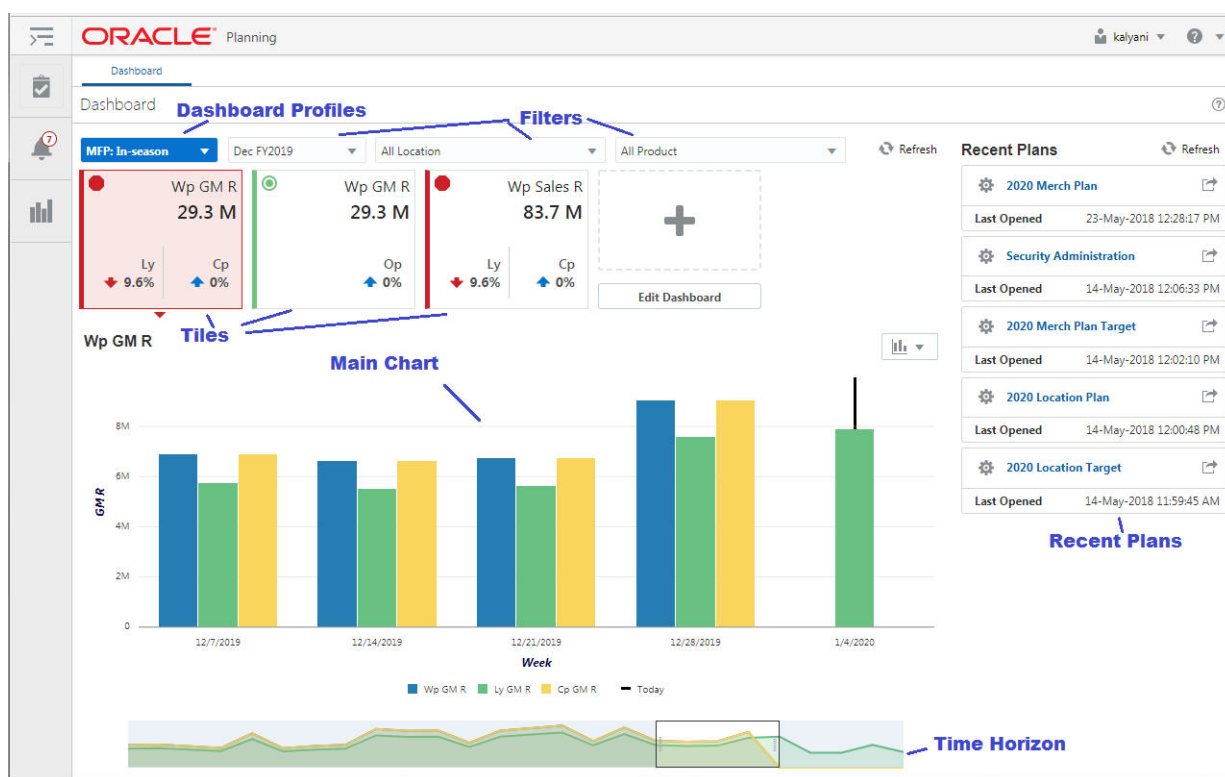 ORACLE® Planning
kalyani
Dashboard
Dashboard
Dashboard Profiles
Filters
7
MFP: In-season
Dec FY2019
All Location
All Product
Refresh
Recent Plans
Refresh
Wp GM R
29.3 M
Ly
Cp
9.6%
0%
Wp GM R
29.3 M
Op
0%
Wp Sales R
83.7 M
Ly
Cp
9.6%
0%
Edit Dashboard
Tiles
2020 Merch Plan
Last Opened 23-May-2018 12:28:17 PM
Security Administration
Last Opened 14-May-2018 12:06:33 PM
2020 Merch Plan Target
Last Opened 14-May-2018 12:02:10 PM
2020 Location Plan
Last Opened 14-May-2018 12:00:48 PM
2020 Location Target
Last Opened 14-May-2018 11:59:45 AM
Recent Plans
Wp GM R
Main Chart
8M
6M
4M
2M
0
GM R
12/7/2019
12/14/2019
12/21/2019
12/28/2019
1/4/2020
Week
Wp GM R
Ly GM R
Cp GM R
Today
Time Horizon